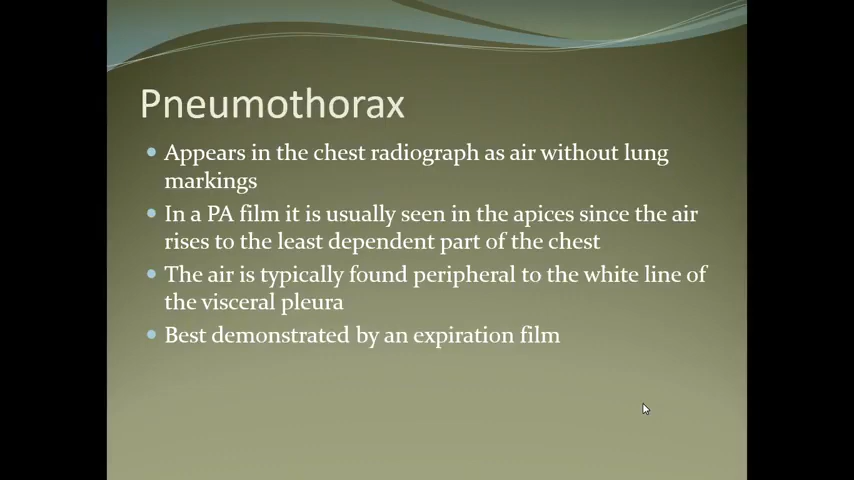 Pneumothorax
Appears in the chest radiograph as air without lung
markings
In a PA film it is usually seen in the apices since the air
rises to the least dependent part of the chest
The air is typically found peripheral to the white line of
the visceral pleura
Best demonstrated by an expiration film